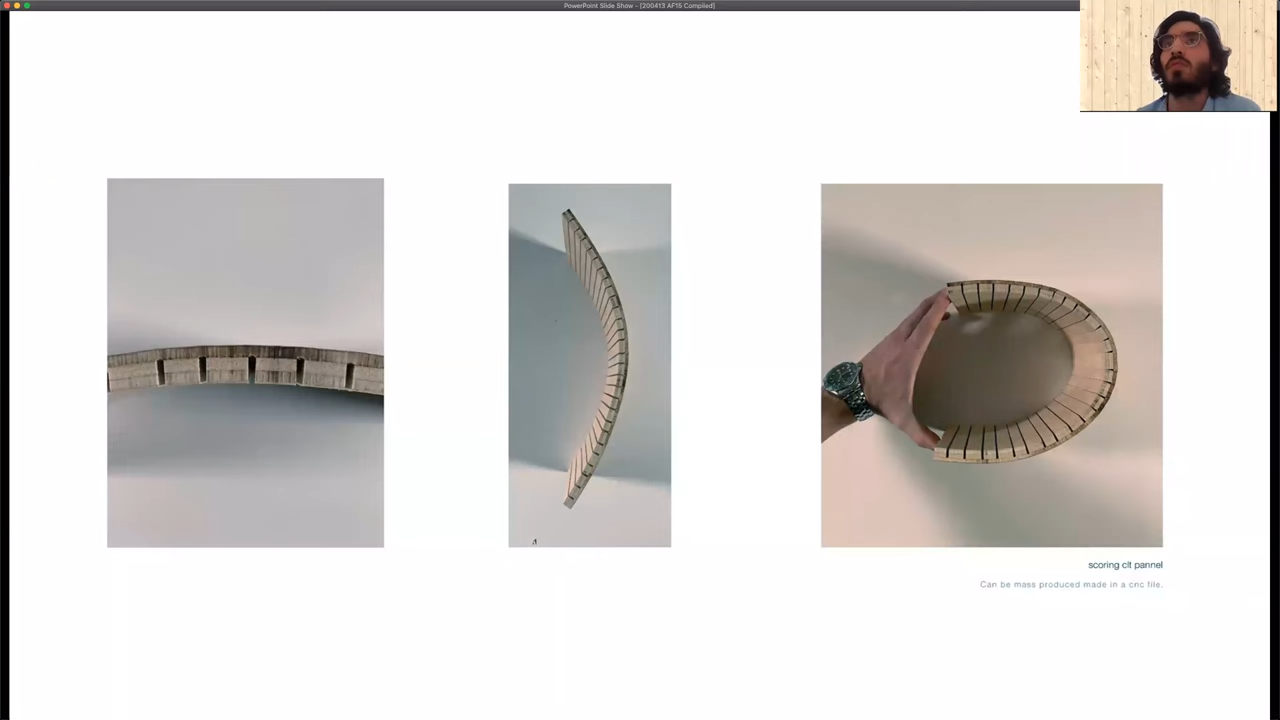 PowerPoint Slide Show - [200413 AF15 Compiled]
scoring clt pannel
Can be mass produced made in a cnc file.